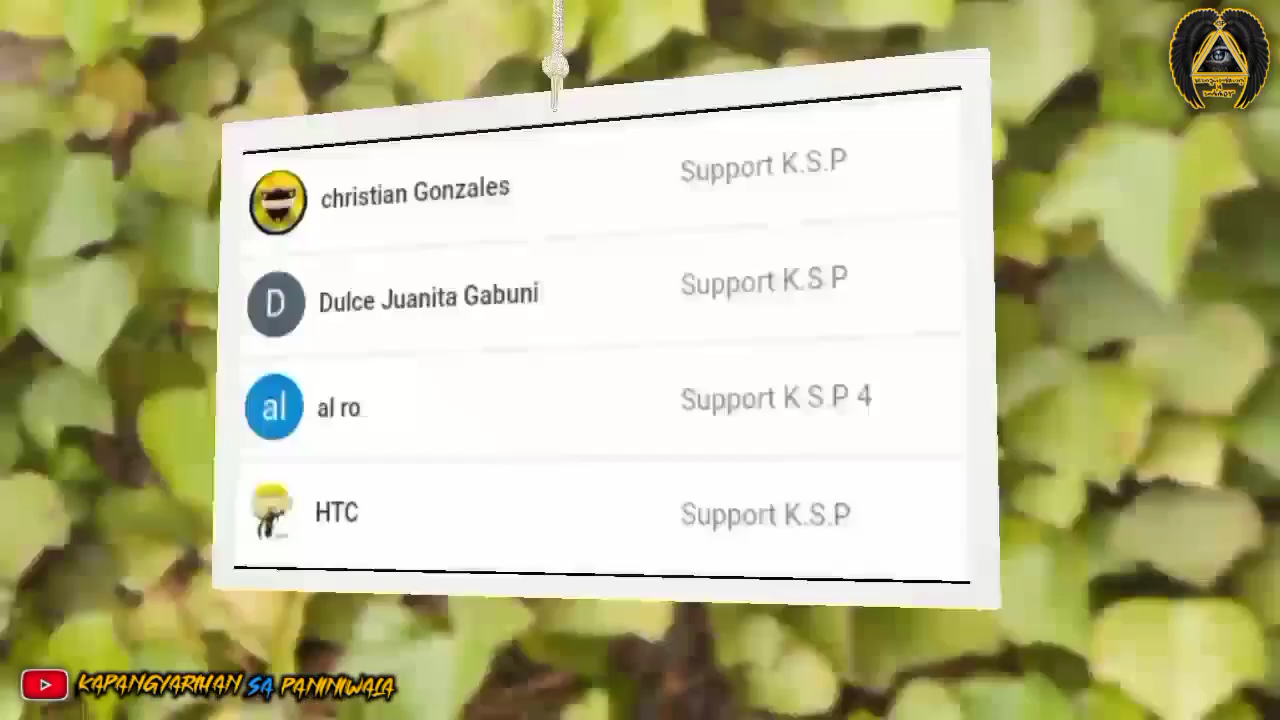 christian Gonzales Support K.S.P
D Dulce Juanita Gabuni Support K.S P
al al ro Support K S P 4
HTC Support K.S.P
KAPANGYARIHAN SA PANINIWALA